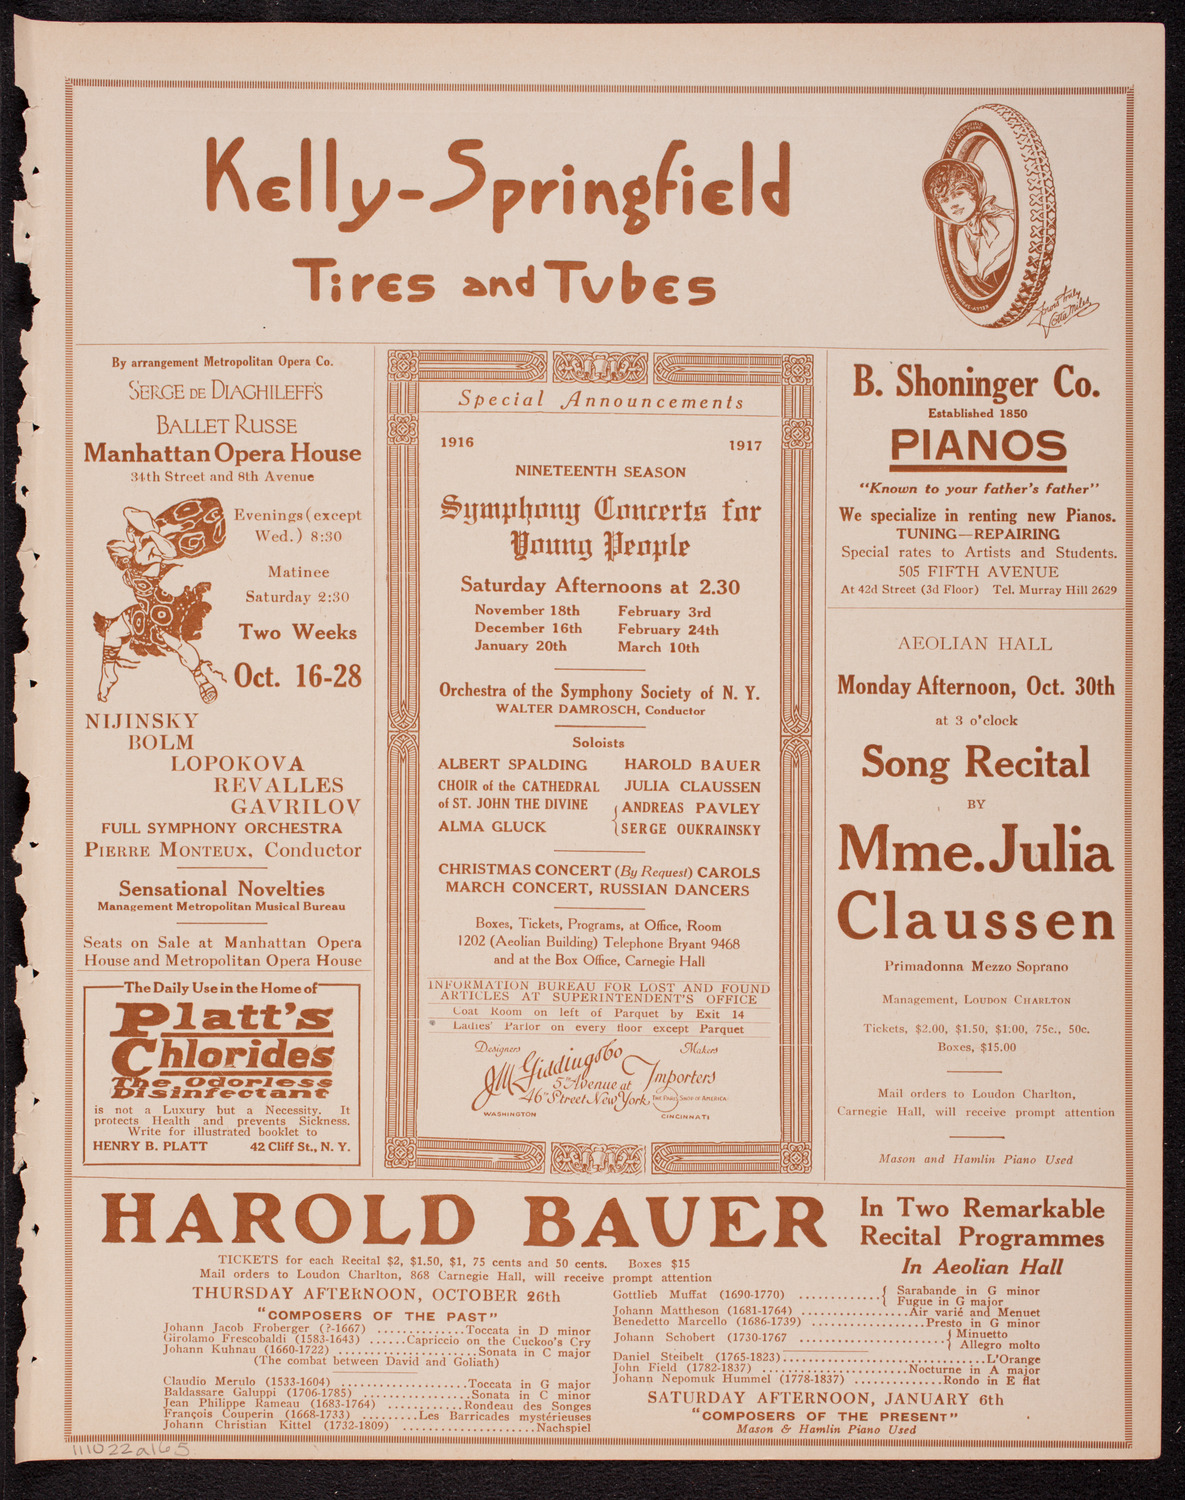 Kelly-Springfield
Tires and Tubes
Yours truly
Lotta Miles
By arrangement Metropolitan Opera Co.
SERGE DE DIAGHILEFF'S
BALLET RUSSE
Manhattan Opera House
34th Street and 8th Avenue
Evenings (except
Wed.) 8:30
Matinee
Saturday 2:30
Two Weeks
Oct. 16-28
NIJINSKY
BOLM
LOPOKOVA
REVALLES
GAVRILOV
FULL SYMPHONY ORCHESTRA
PIERRE MONTEUX, Conductor
Sensational Novelties
Management Metropolitan Musical Bureau
Seats on Sale at Manhattan Opera
House and Metropolitan Opera House
The Daily Use in the Home of
Platt's
Chlorides
The Odorless
Disinfectant
is not a Luxury but a Necessity. It
protects Health and prevents Sickness.
Write for illustrated booklet to
HENRY B. PLATT 42 Cliff St., N. Y.
Special Announcements
1916 1917
NINETEENTH SEASON
Symphony Concerts for
Young People
Saturday Afternoons at 2.30
November 18th February 3rd
December 16th February 24th
January 20th March 10th
Orchestra of the Symphony Society of N. Y.
WALTER DAMROSCH, Conductor
Soloists
ALBERT SPALDING HAROLD BAUER
CHOIR of the CATHEDRAL JULIA CLAUSSEN
of ST. JOHN THE DIVINE { ANDREAS PAVLEY
ALMA GLUCK { SERGE OUKRAINSKY
CHRISTMAS CONCERT (By Request) CAROLS
MARCH CONCERT, RUSSIAN DANCERS
Boxes, Tickets, Programs, at Office, Room
1202 (Aeolian Building) Telephone Bryant 9468
and at the Box Office, Carnegie Hall
INFORMATION BUREAU FOR LOST AND FOUND
ARTICLES AT SUPERINTENDENT'S OFFICE
Coat Room on left of Parquet by Exit 14
Ladies' Parlor on every floor except Parquet
Designers Makers
J.M. Giddings & Co
5th Avenue at Importers
46th Street New York THE PARIS SHOP OF AMERICA
WASHINGTON CINCINNATI
B. Shoninger Co.
Established 1850
PIANOS
"Known to your father's father"
We specialize in renting new Pianos.
TUNING—REPAIRING
Special rates to Artists and Students.
505 FIFTH AVENUE
At 42d Street (3d Floor) Tel. Murray Hill 2629
AEOLIAN HALL
Monday Afternoon, Oct. 30th
at 3 o'clock
Song Recital
BY
Mme. Julia
Claussen
Primadonna Mezzo Soprano
Management, LOUDON CHARLTON
Tickets, $2.00, $1.50, $1.00, 75c., 50c.
Boxes, $15.00
Mail orders to Loudon Charlton,
Carnegie Hall, will receive prompt attention
Mason and Hamlin Piano Used
HAROLD BAUER
In Two Remarkable
Recital Programmes
In Aeolian Hall
TICKETS for each Recital $2, $1.50, $1, 75 cents and 50 cents. Boxes $15
Mail orders to Loudon Charlton, 868 Carnegie Hall, will receive prompt attention
THURSDAY AFTERNOON, OCTOBER 26th
"COMPOSERS OF THE PAST"
Johann Jacob Froberger (?-1667) ..............Toccata in D minor
Girolamo Frescobaldi (1583-1643) .......Capriccio on the Cuckoo's Cry
Johann Kuhnau (1660-1722) ......................Sonata in C major
(The combat between David and Goliath)
Claudio Merulo (1533-1604) ....................Toccata in G major
Baldassare Galuppi (1706-1785) .................Sonata in C minor
Jean Philippe Rameau (1683-1764) ............Rondeau des Songes
François Couperin (1668-1733) .........Les Barricades mystérieuses
Johann Christian Kittel (1732-1809) .....................Nachspiel
Gottlieb Muffat (1690-1770) ............{ Sarabande in G minor
{ Fugue in G major
Johann Mattheson (1681-1764) .................Air varié and Menuet
Benedetto Marcello (1686-1739) ..................Presto in G minor
Johann Schobert (1730-1767 ......................{ Minuetto
{ Allegro molto
Daniel Steibelt (1765-1823)................................L'Orange
John Field (1782-1837) ........................Nocturne in A major
Johann Nepomuk Hummel (1778-1837) ..............Rondo in E flat
SATURDAY AFTERNOON, JANUARY 6th
"COMPOSERS OF THE PRESENT"
Mason & Hamlin Piano Used
111022a165